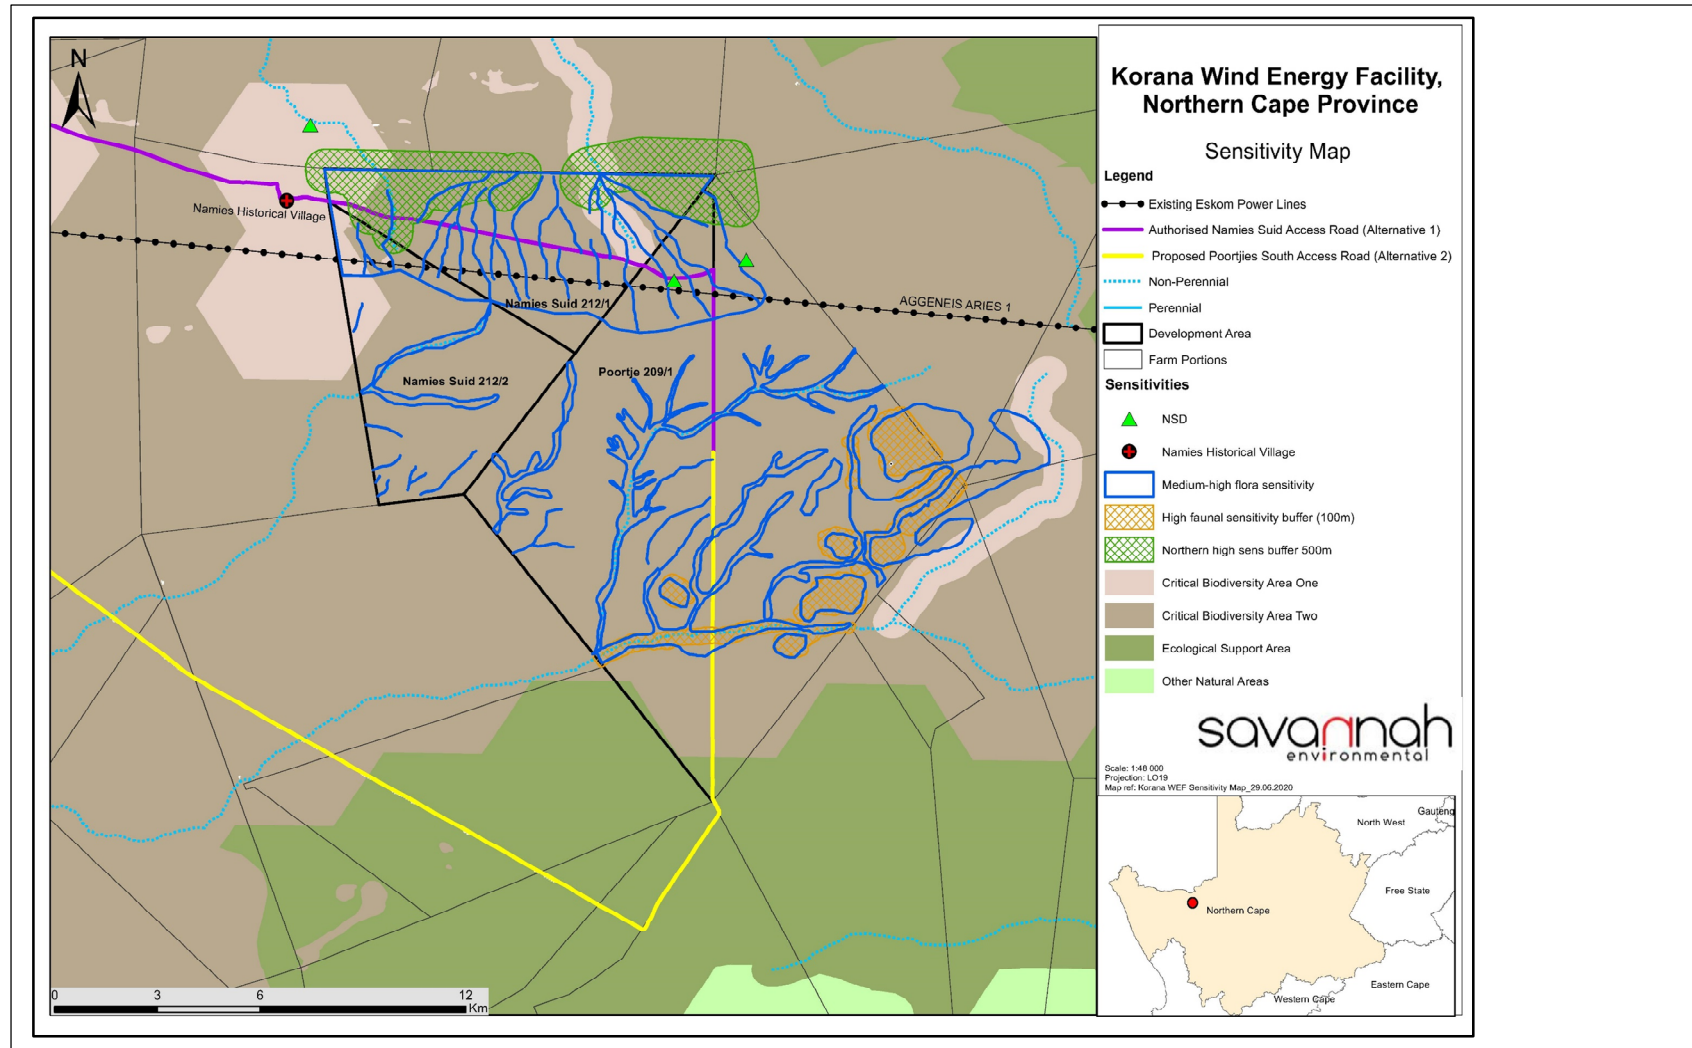 N
Namies Historical Village
AGGENEIS ARIES 1
Namies Suid 212/1
Namies Suid 212/2
Poortje 209/1
0 3 6 12
Km
Korana Wind Energy Facility,
Northern Cape Province
Sensitivity Map
Legend
Existing Eskom Power Lines
Authorised Namies Suid Access Road (Alternative 1)
Proposed Poortjies South Access Road (Alternative 2)
Non-Perennial
Perennial
Development Area
Farm Portions
Sensitivities
NSD
Namies Historical Village
Medium-high flora sensitivity
High faunal sensitivity buffer (100m)
Northern high sens buffer 500m
Critical Biodiversity Area One
Critical Biodiversity Area Two
Ecological Support Area
Other Natural Areas
savannah
environmental
Scale: 1:48 000
Projection: LO19
Map ref: Korana WEF Sensitivity Map_29.06.2020
Gauteng
North West
Free State
Northern Cape
Eastern Cape
Western Cape